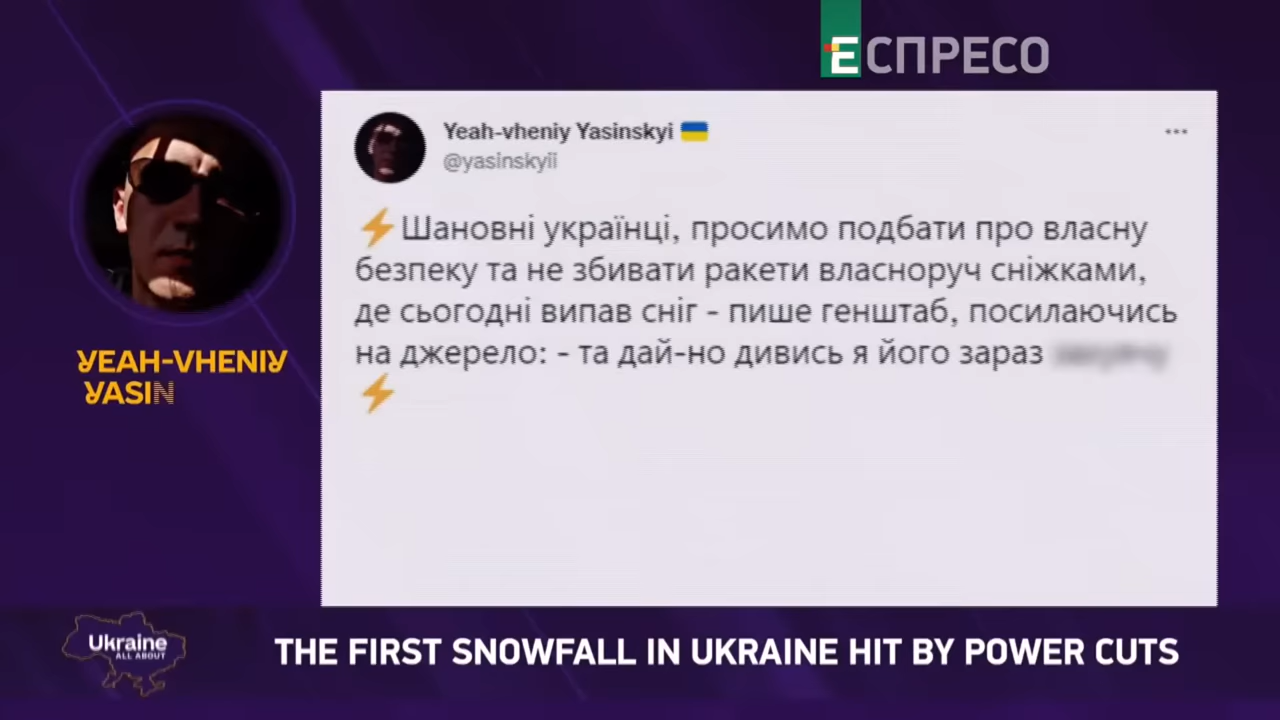 ЕСПРЕСО
Yeah-vheniy Yasinskyi 🇺🇦
@yasinskyii
⚡Шановні українці, просимо подбати про власну
безпеку та не збивати ракети власноруч сніжками,
де сьогодні випав сніг - пише генштаб, посилаючись
на джерело: - та дай-но дивись я його зараз
⚡
YEAH-VHENIY
YASIN
Ukraine
ALL ABOUT
THE FIRST SNOWFALL IN UKRAINE HIT BY POWER CUTS